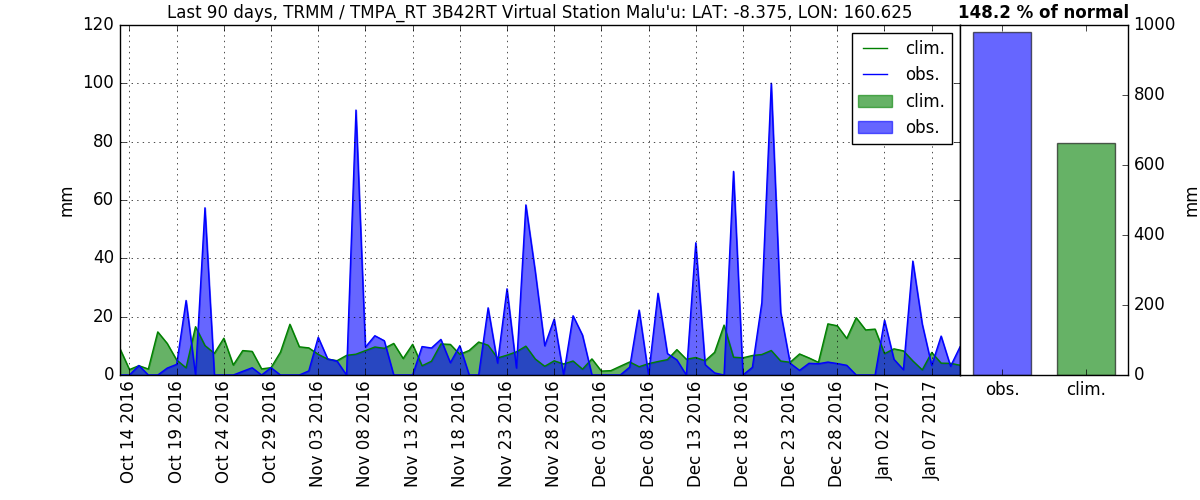 Last 90 days, TRMM / TMPA_RT 3B42RT Virtual Station Malu'u: LAT: -8.375, LON: 160.625
148.2 % of normal
120
100
80
60
40
20
0
mm
clim.
obs.
clim.
obs.
1000
800
600
400
200
0
mm
obs.
clim.
Oct 14 2016
Oct 19 2016
Oct 24 2016
Oct 29 2016
Nov 03 2016
Nov 08 2016
Nov 13 2016
Nov 18 2016
Nov 23 2016
Nov 28 2016
Dec 03 2016
Dec 08 2016
Dec 13 2016
Dec 18 2016
Dec 23 2016
Dec 28 2016
Jan 02 2017
Jan 07 2017